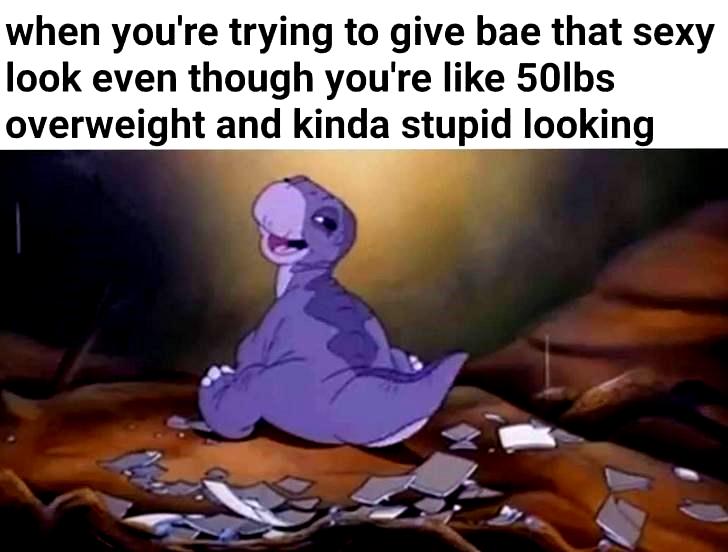 when you're trying to give bae that sexy
look even though you're like 50lbs
overweight and kinda stupid looking